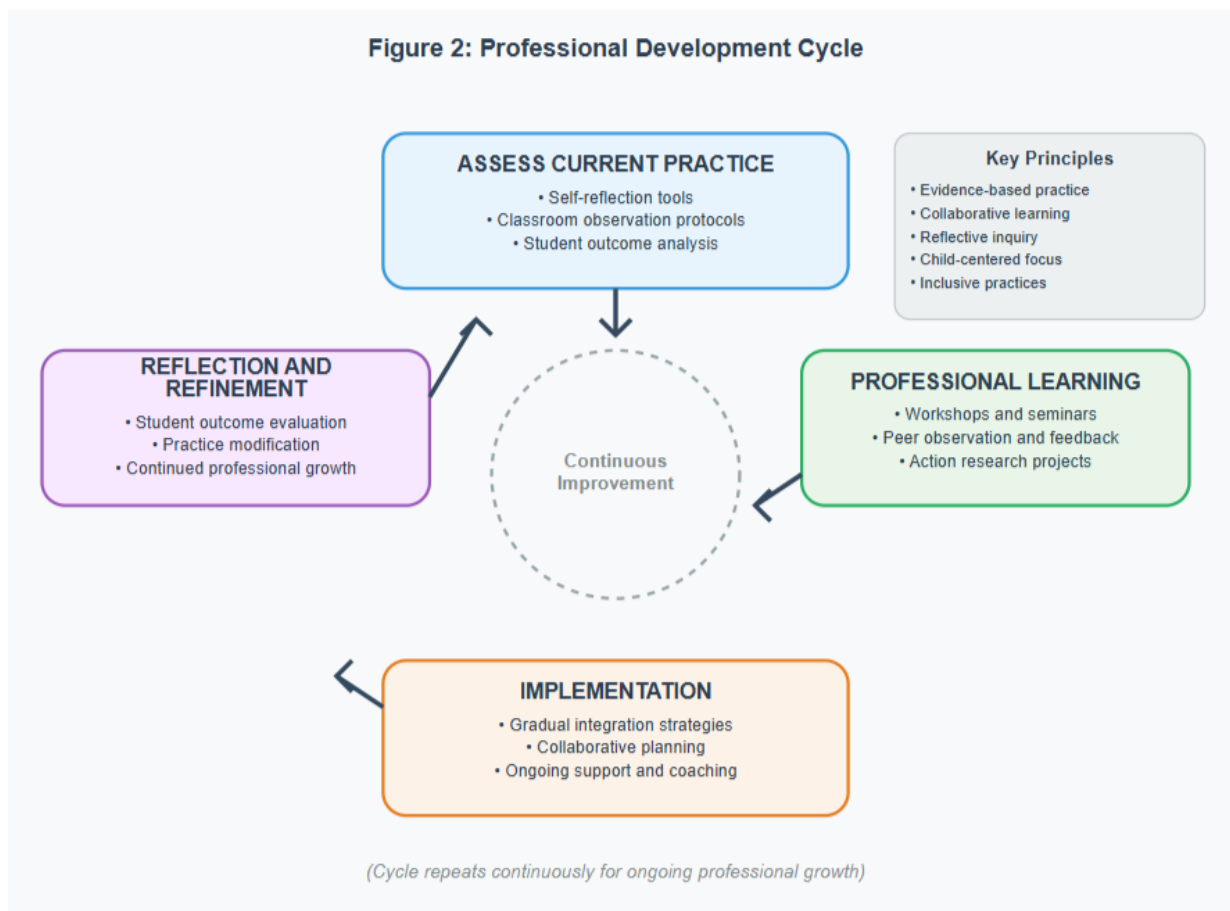 Figure 2: Professional Development Cycle
ASSESS CURRENT PRACTICE
• Self-reflection tools
• Classroom observation protocols
• Student outcome analysis
Key Principles
• Evidence-based practice
• Collaborative learning
• Reflective inquiry
• Child-centered focus
• Inclusive practices
REFLECTION AND
REFINEMENT
• Student outcome evaluation
• Practice modification
• Continued professional growth
Continuous
Improvement
PROFESSIONAL LEARNING
• Workshops and seminars
• Peer observation and feedback
• Action research projects
IMPLEMENTATION
• Gradual integration strategies
• Collaborative planning
• Ongoing support and coaching
(Cycle repeats continuously for ongoing professional growth)